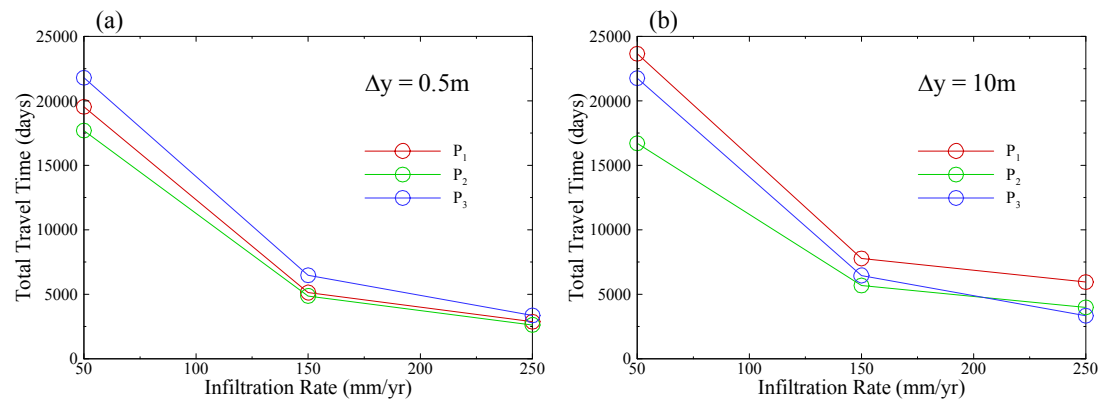 (a)
25000
20000
15000
10000
5000
0
Total Travel Time (days)
Δy = 0.5m
P1
P2
P3
50 100 150 200 250
Infiltration Rate (mm/yr)
(b)
25000
20000
15000
10000
5000
0
Total Travel Time (days)
Δy = 10m
P1
P2
P3
50 100 150 200 250
Infiltration Rate (mm/yr)